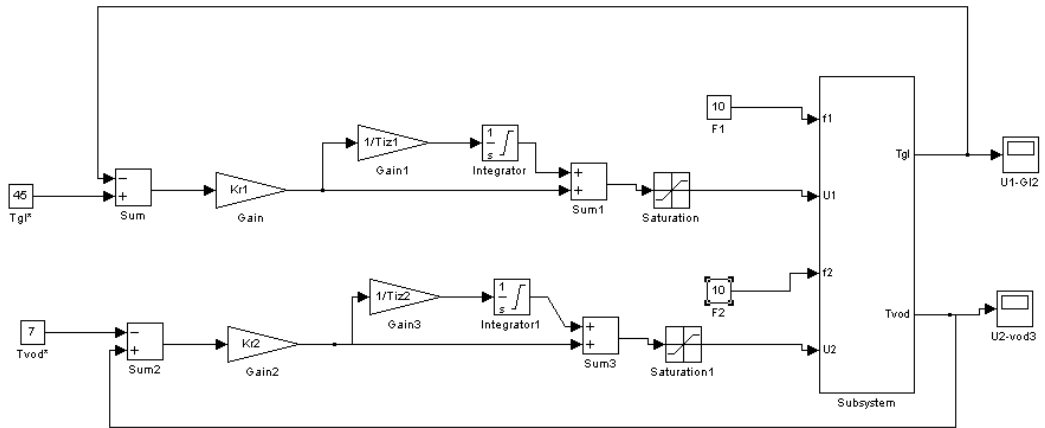 10
F1
f1
1/Tiz1
Gain1
1
s
Integrator
Tgl
U1-Gl2
−
+
Sum
45
Tgl*
Kr1
Gain
+
+
Sum1
Saturation
U1
10
F2
f2
1/Tiz2
Gain3
1
s
Integrator1
Tvod
U2-vod3
7
Tvod*
−
+
Sum2
Kr2
Gain2
+
+
Sum3
Saturation1
U2
Subsystem